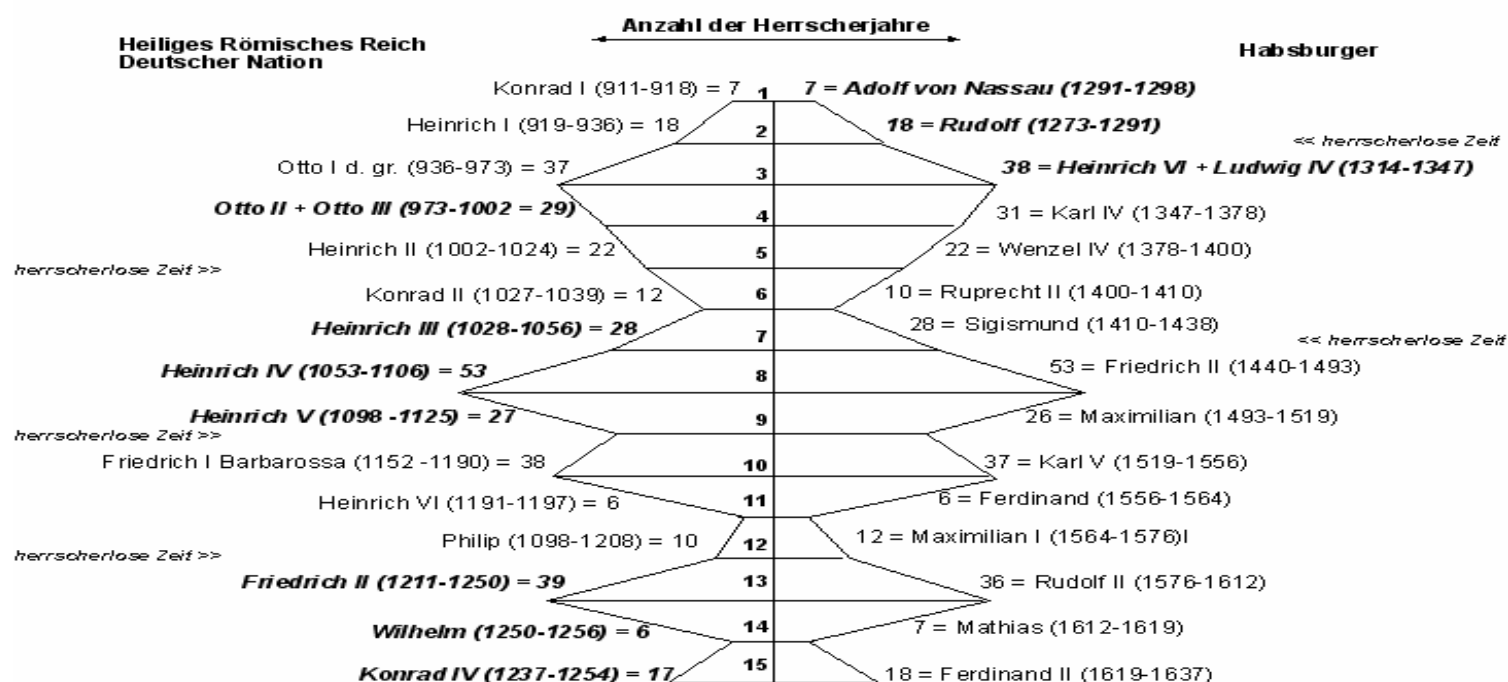 Anzahl der Herrscherjahre
Heiliges Römisches Reich
Deutscher Nation
Habsburger
Konrad I (911-918) = 7 1 7 = Adolf von Nassau (1291-1298)
Heinrich I (919-936) = 18 2 18 = Rudolf (1273-1291)
<< herrscherlose Zeit
Otto I d. gr. (936-973) = 37 3 38 = Heinrich VI + Ludwig IV (1314-1347)
Otto II + Otto III (973-1002 = 29) 4 31 = Karl IV (1347-1378)
Heinrich II (1002-1024) = 22 5 22 = Wenzel IV (1378-1400)
herrscherlose Zeit >>
Konrad II (1027-1039) = 12 6 10 = Ruprecht II (1400-1410)
Heinrich III (1028-1056) = 28 7 28 = Sigismund (1410-1438)
<< herrscherlose Zeit
Heinrich IV (1053-1106) = 53 8 53 = Friedrich II (1440-1493)
Heinrich V (1098 -1125) = 27 9 26 = Maximilian (1493-1519)
herrscherlose Zeit >>
Friedrich I Barbarossa (1152 -1190) = 38 10 37 = Karl V (1519-1556)
Heinrich VI (1191-1197) = 6 11 6 = Ferdinand (1556-1564)
Philip (1098-1208) = 10 12 12 = Maximilian I (1564-1576)I
herrscherlose Zeit >>
Friedrich II (1211-1250) = 39 13 36 = Rudolf II (1576-1612)
Wilhelm (1250-1256) = 6 14 7 = Mathias (1612-1619)
Konrad IV (1237-1254) = 17 15 18 = Ferdinand II (1619-1637)